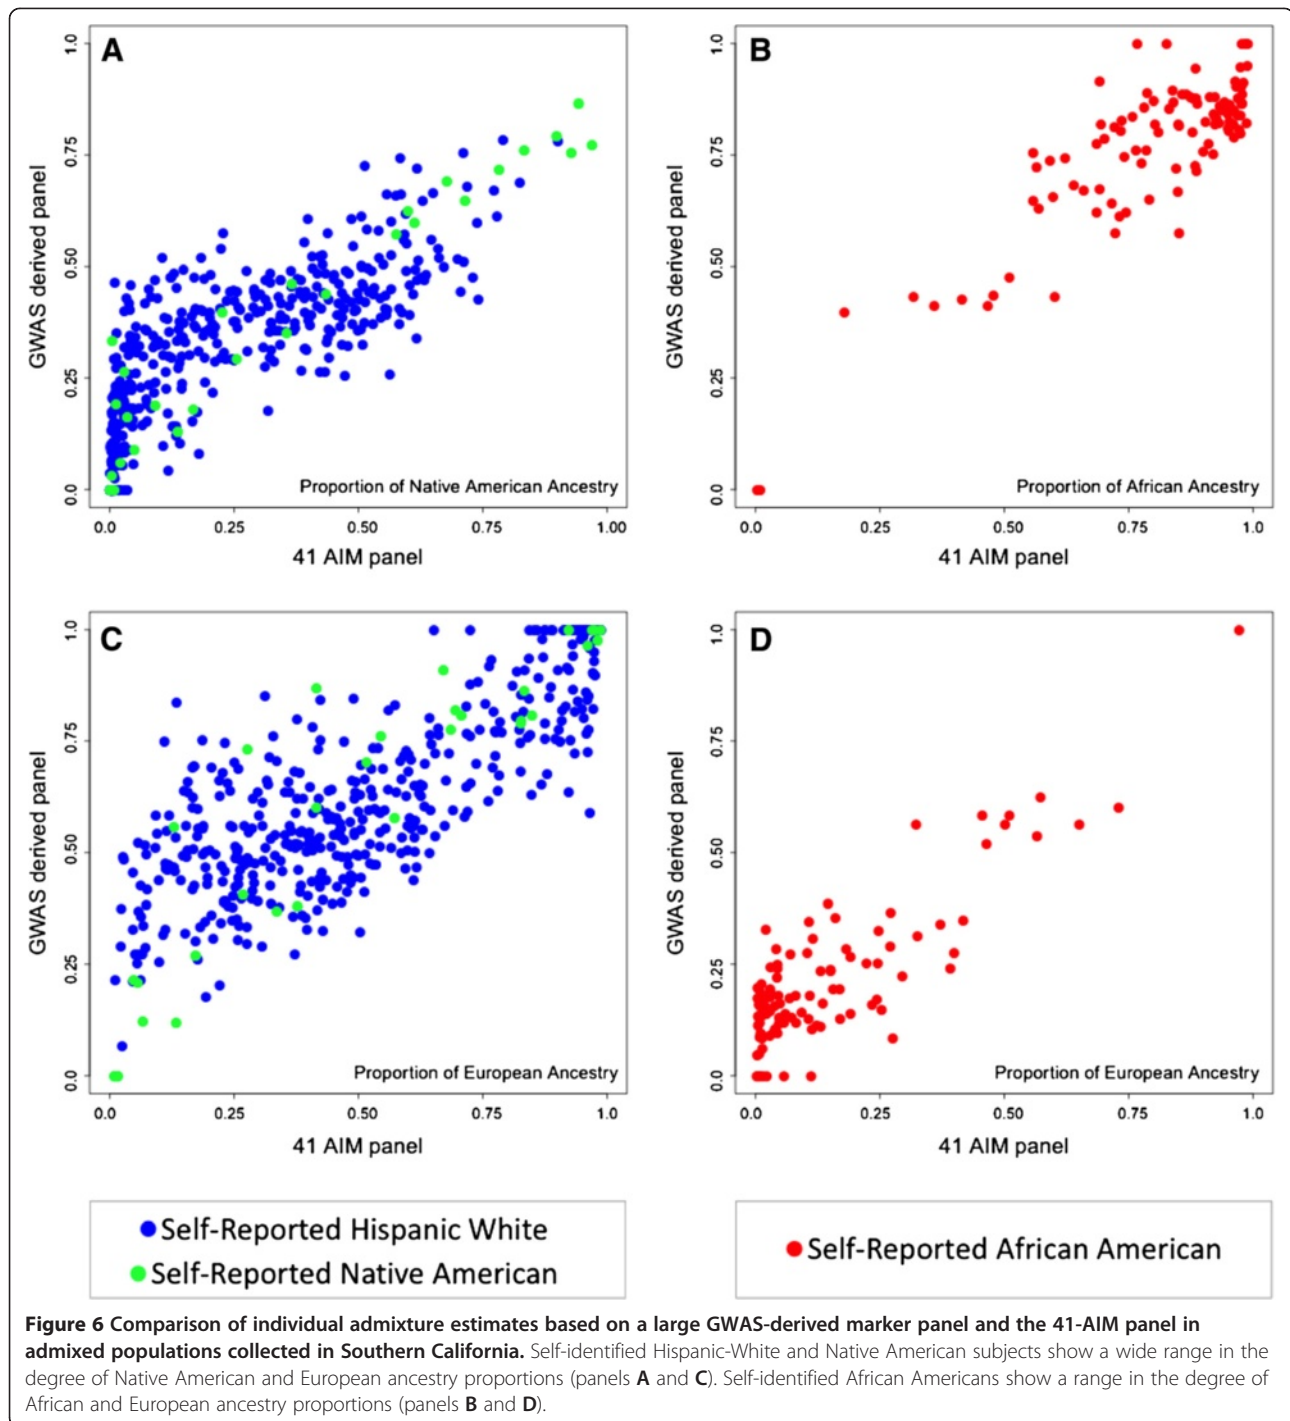 A
GWAS derived panel
1.0
0.75
0.50
0.25
0.0
Proportion of Native American Ancestry
0.0 0.25 0.50 0.75 1.00
41 AIM panel
B
GWAS derived panel
1.0
0.75
0.50
0.25
0.0
Proportion of African Ancestry
0.0 0.25 0.50 0.75 1.0
41 AIM panel
C
GWAS derived panel
1.0
0.75
0.50
0.25
0.0
Proportion of European Ancestry
0.0 0.25 0.50 0.75 1.00
41 AIM panel
D
GWAS derived panel
1.0
0.75
0.50
0.25
0.0
Proportion of European Ancestry
0.0 0.25 0.50 0.75 1.0
41 AIM panel
Self-Reported Hispanic White
Self-Reported Native American
Self-Reported African American
Figure 6 Comparison of individual admixture estimates based on a large GWAS-derived marker panel and the 41-AIM panel in
admixed populations collected in Southern California. Self-identified Hispanic-White and Native American subjects show a wide range in the
degree of Native American and European ancestry proportions (panels A and C). Self-identified African Americans show a range in the degree of
African and European ancestry proportions (panels B and D).